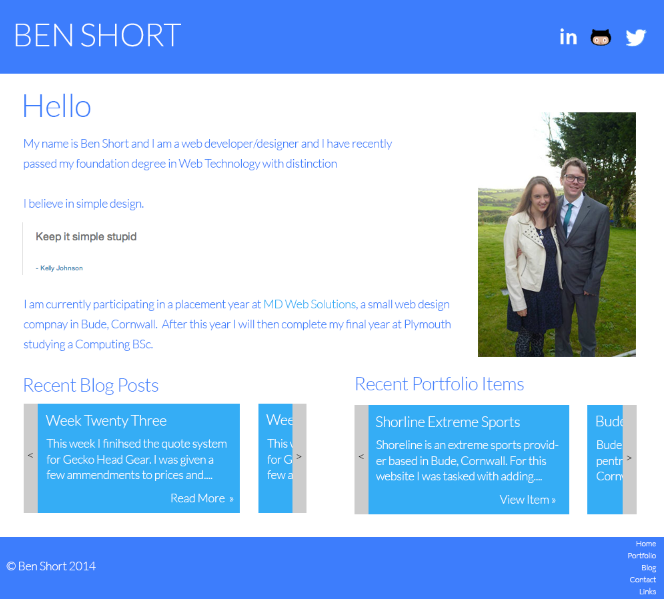 BEN SHORT
in
Hello
My name is Ben Short and I am a web developer/designer and I have recently
passed my foundation degree in Web Technology with distinction
I believe in simple design.
Keep it simple stupid
- Kelly Johnson
I am currently participating in a placement year at MD Web Solutions, a small web design
compnay in Bude, Cornwall. After this year I will then complete my final year at Plymouth
studying a Computing BSc.
Recent Blog Posts
<
Week Twenty Three
This week I finihsed the quote system
for Gecko Head Gear. I was given a
few ammendments to prices and....
Read More »
Wee
This v
for G
few a
>
Recent Portfolio Items
<
Shorline Extreme Sports
Shoreline is an extreme sports provid-
er based in Bude, Cornwall. For this
website I was tasked with adding....
View Item »
Bude
Bude
pentr
Corn
>
© Ben Short 2014
Home
Portfolio
Blog
Contact
Links